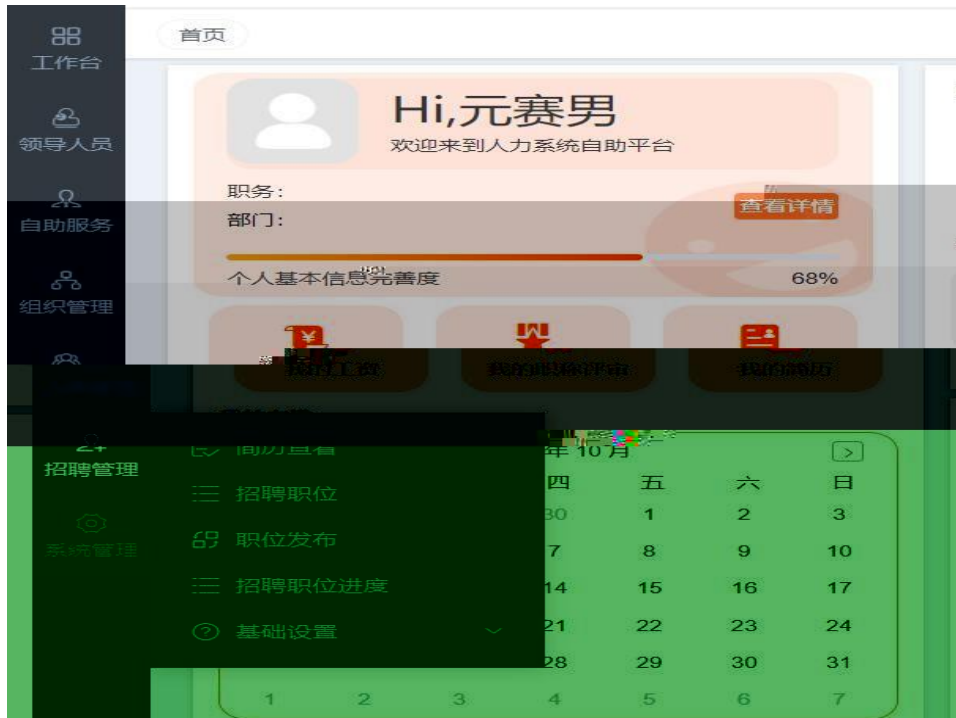 工作台
首页
领导人员
Hi,元赛男
欢迎来到人力系统自助平台
自助服务
职务：
部门：
查看详情
组织管理
个人基本信息完善度
68%
我的工资
我的职称评审
我的简历
招聘管理
系统管理
简历查看
招聘职位
职位发布
招聘职位进度
基础设置
年 10月
四 五 六 日
30 1 2 3
7 8 9 10
14 15 16 17
21 22 23 24
28 29 30 31
1 2 3 4 5 6 7